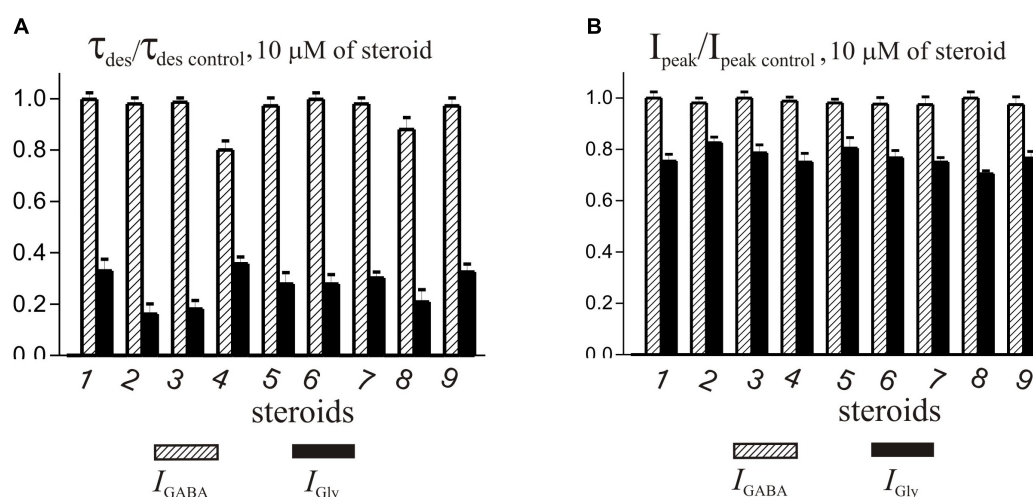 A
τdes/τdes control, 10 μM of steroid
1.0
0.8
0.6
0.4
0.2
0.0
1 2 3 4 5 6 7 8 9
steroids
IGABA IGly
B
Ipeak/Ipeak control , 10 μM of steroid
1.0
0.8
0.6
0.4
0.2
0.0
1 2 3 4 5 6 7 8 9
steroids
IGABA IGly